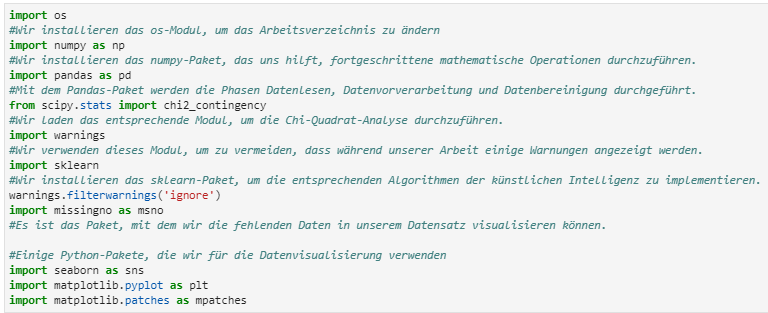 import os
#Wir installieren das os-Modul, um das Arbeitsverzeichnis zu ändern
import numpy as np
#Wir installieren das numpy-Paket, das uns hilft, fortgeschrittene mathematische Operationen durchzuführen.
import pandas as pd
#Mit dem Pandas-Paket werden die Phasen Datenlesen, Datenvorverarbeitung und Datenbereinigung durchgeführt.
from scipy.stats import chi2_contingency
#Wir laden das entsprechende Modul, um die Chi-Quadrat-Analyse durchzuführen.
import warnings
#Wir verwenden dieses Modul, um zu vermeiden, dass während unserer Arbeit einige Warnungen angezeigt werden.
import sklearn
#Wir installieren das sklearn-Paket, um die entsprechenden Algorithmen der künstlichen Intelligenz zu implementieren.
warnings.filterwarnings('ignore')
import missingno as msno
#Es ist das Paket, mit dem wir die fehlenden Daten in unserem Datensatz visualisieren können.
#Einige Python-Pakete, die wir für die Datenvisualisierung verwenden
import seaborn as sns
import matplotlib.pyplot as plt
import matplotlib.patches as mpatches